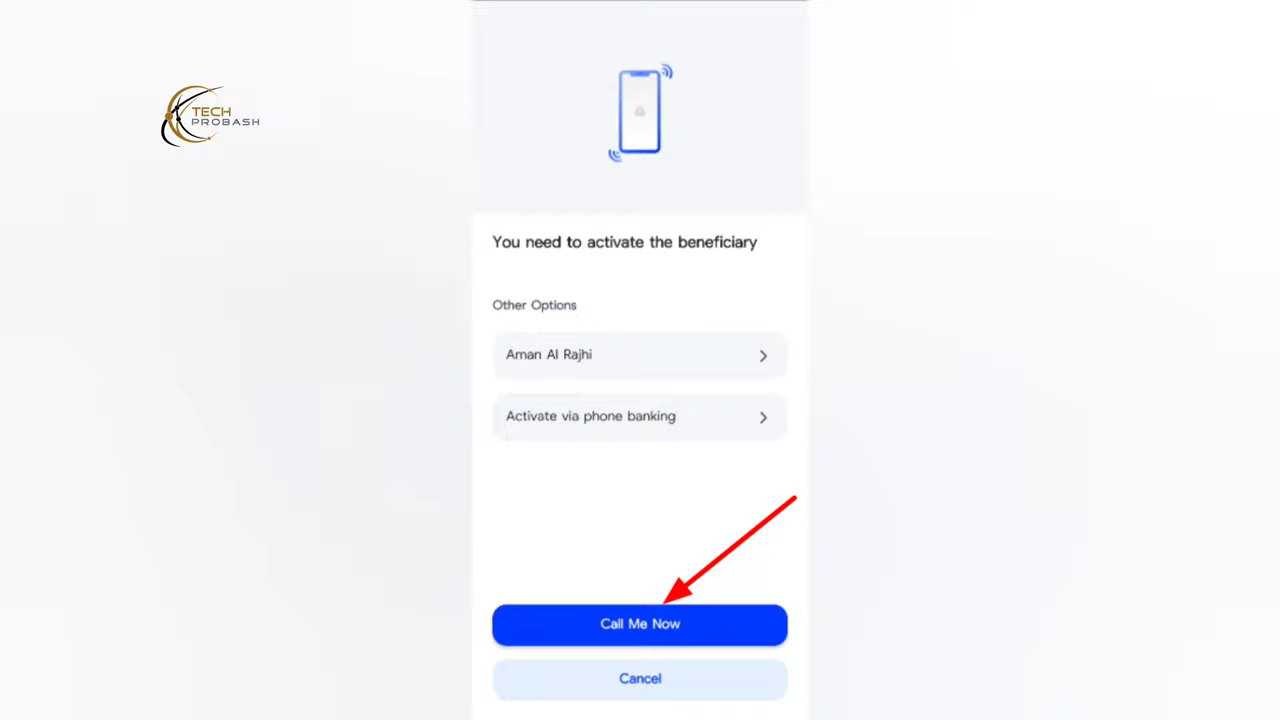 TECH
PROBASH
You need to activate the beneficiary
Other Options
Aman Al Rajhi
Activate via phone banking
Call Me Now
Cancel